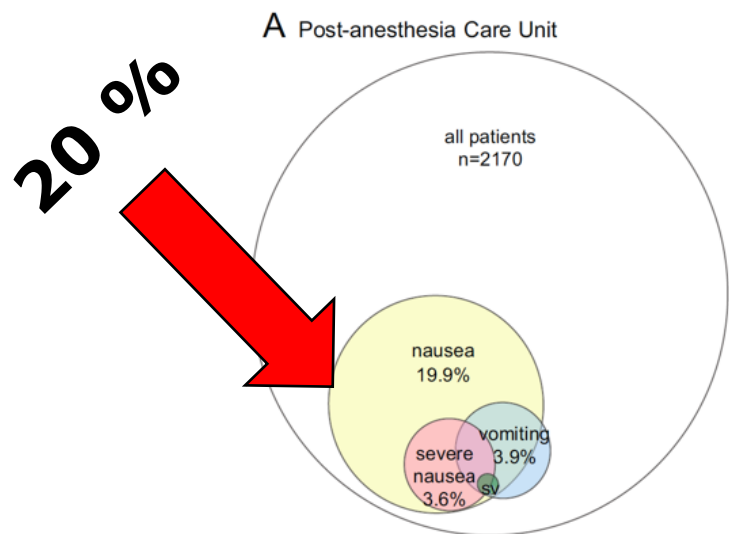 A Post-anesthesia Care Unit
20 %
all patients
n=2170
nausea
19.9%
vomiting
3.9%
severe
nausea
3.6%
sv